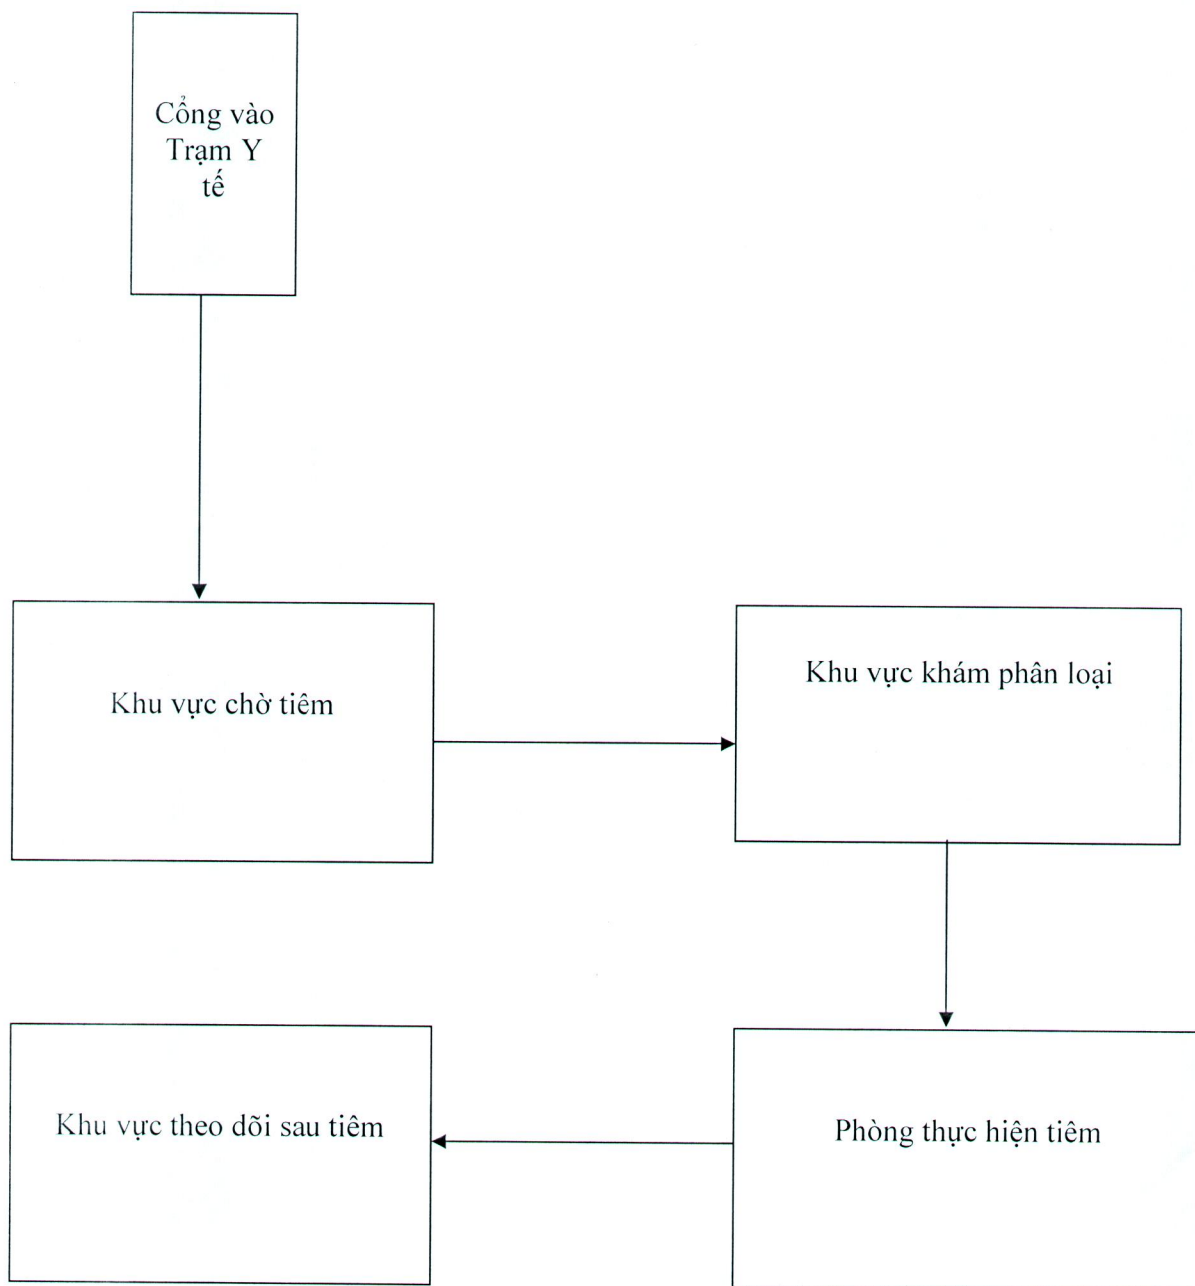 Cổng vào
Trạm Y
tế
Khu vực chờ tiêm
Khu vực khám phân loại
Khu vực theo dõi sau tiêm
Phòng thực hiện tiêm